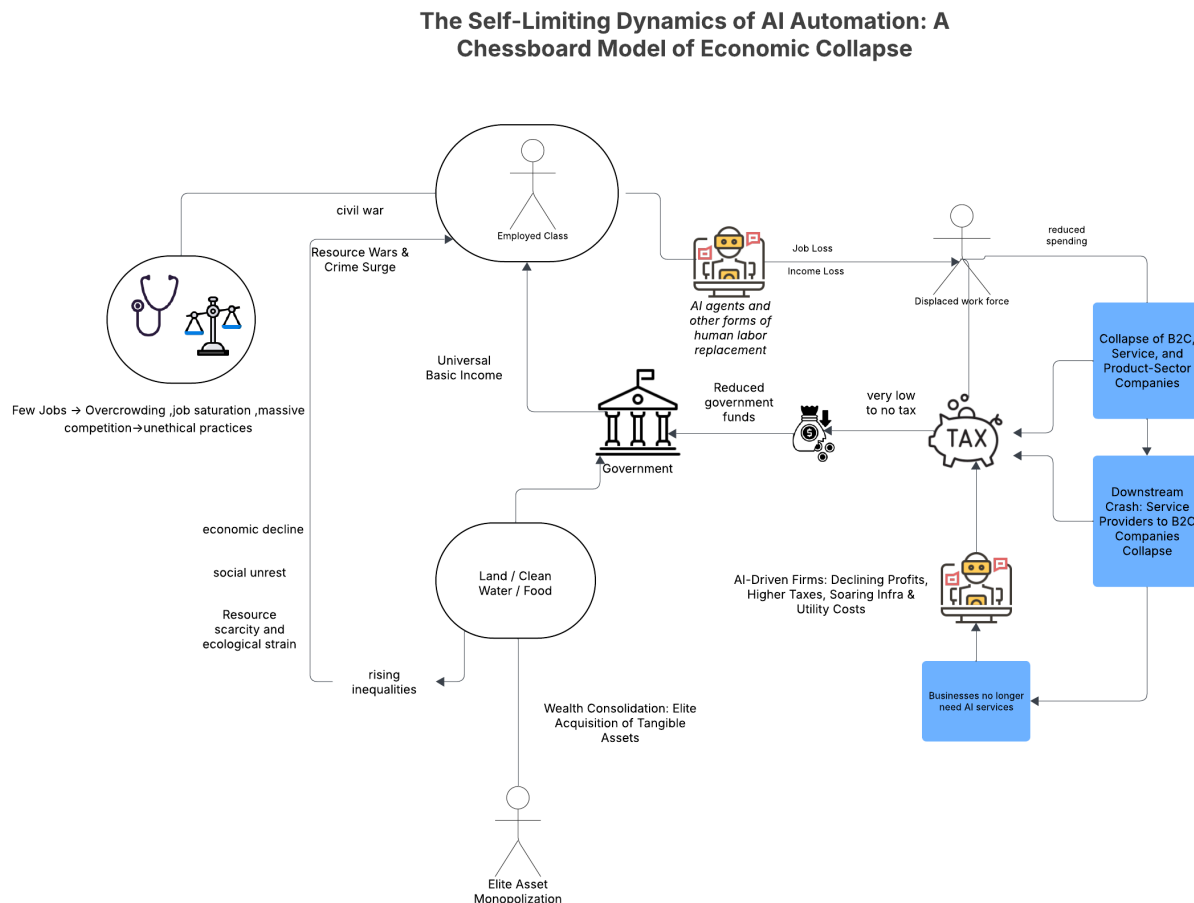 The Self-Limiting Dynamics of AI Automation: A
Chessboard Model of Economic Collapse
Employed Class
civil war
Resource Wars &
Crime Surge
Few Jobs → Overcrowding ,job saturation ,massive
competition→unethical practices
AI agents and
other forms of
human labor
replacement
Job Loss
Income Loss
Displaced work force
reduced
spending
Collapse of B2C,
Service, and
Product-Sector
Companies
Universal
Basic Income
Government
Reduced
government
funds
$
very low
to no tax
TAX
Downstream
Crash: Service
Providers to B2C
Companies
Collapse
economic decline
social unrest
Resource
scarcity and
ecological strain
Land / Clean
Water / Food
AI-Driven Firms: Declining Profits,
Higher Taxes, Soaring Infra &
Utility Costs
rising
inequalities
Wealth Consolidation: Elite
Acquisition of Tangible
Assets
Businesses no longer
need AI services
Elite Asset
Monopolization